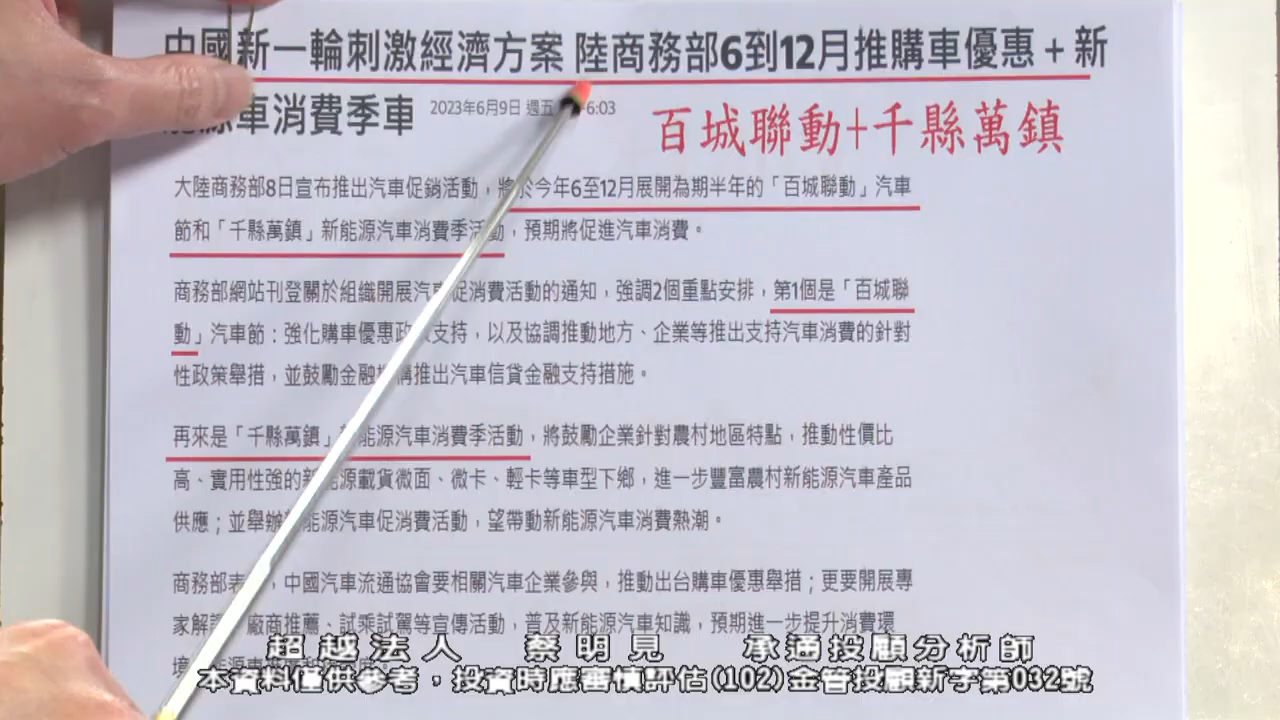 中國新一輪刺激經濟方案 陸商務部6到12月推購車優惠+新
能源車消費季車 2023年6月9日 週五 6:03
百城聯動+千縣萬鎮
大陸商務部8日宣布推出汽車促銷活動,將於今年6至12月展開為期半年的「百城聯動」汽車
節和「千縣萬鎮」新能源汽車消費季活動,預期將促進汽車消費。
商務部網站刊登關於組織開展汽車促消費活動的通知,強調2個重點安排,第1個是「百城聯
動」汽車節:強化購車優惠政策支持,以及協調推動地方、企業等推出支持汽車消費的針對
性政策舉措,並鼓勵金融機構推出汽車信貸金融支持措施。
再來是「千縣萬鎮」新能源汽車消費季活動,將鼓勵企業針對農村地區特點,推動性價比
高、實用性強的新能源載貨微面、微卡、輕卡等車型下鄉,進一步豐富農村新能源汽車產品
供應;並舉辦新能源汽車促消費活動,望帶動新能源汽車消費熱潮。
商務部表示,中國汽車流通協會要相關汽車企業參與,推動出台購車優惠舉措;更要開展專
家解讀、廠商推薦、試乘試駕等宣傳活動,普及新能源汽車知識,預期進一步提升消費環
超越法人 蔡明見 承通投顧分析師
本資料僅供參考,投資時應審慎評估(102)金管投顧新字第032號